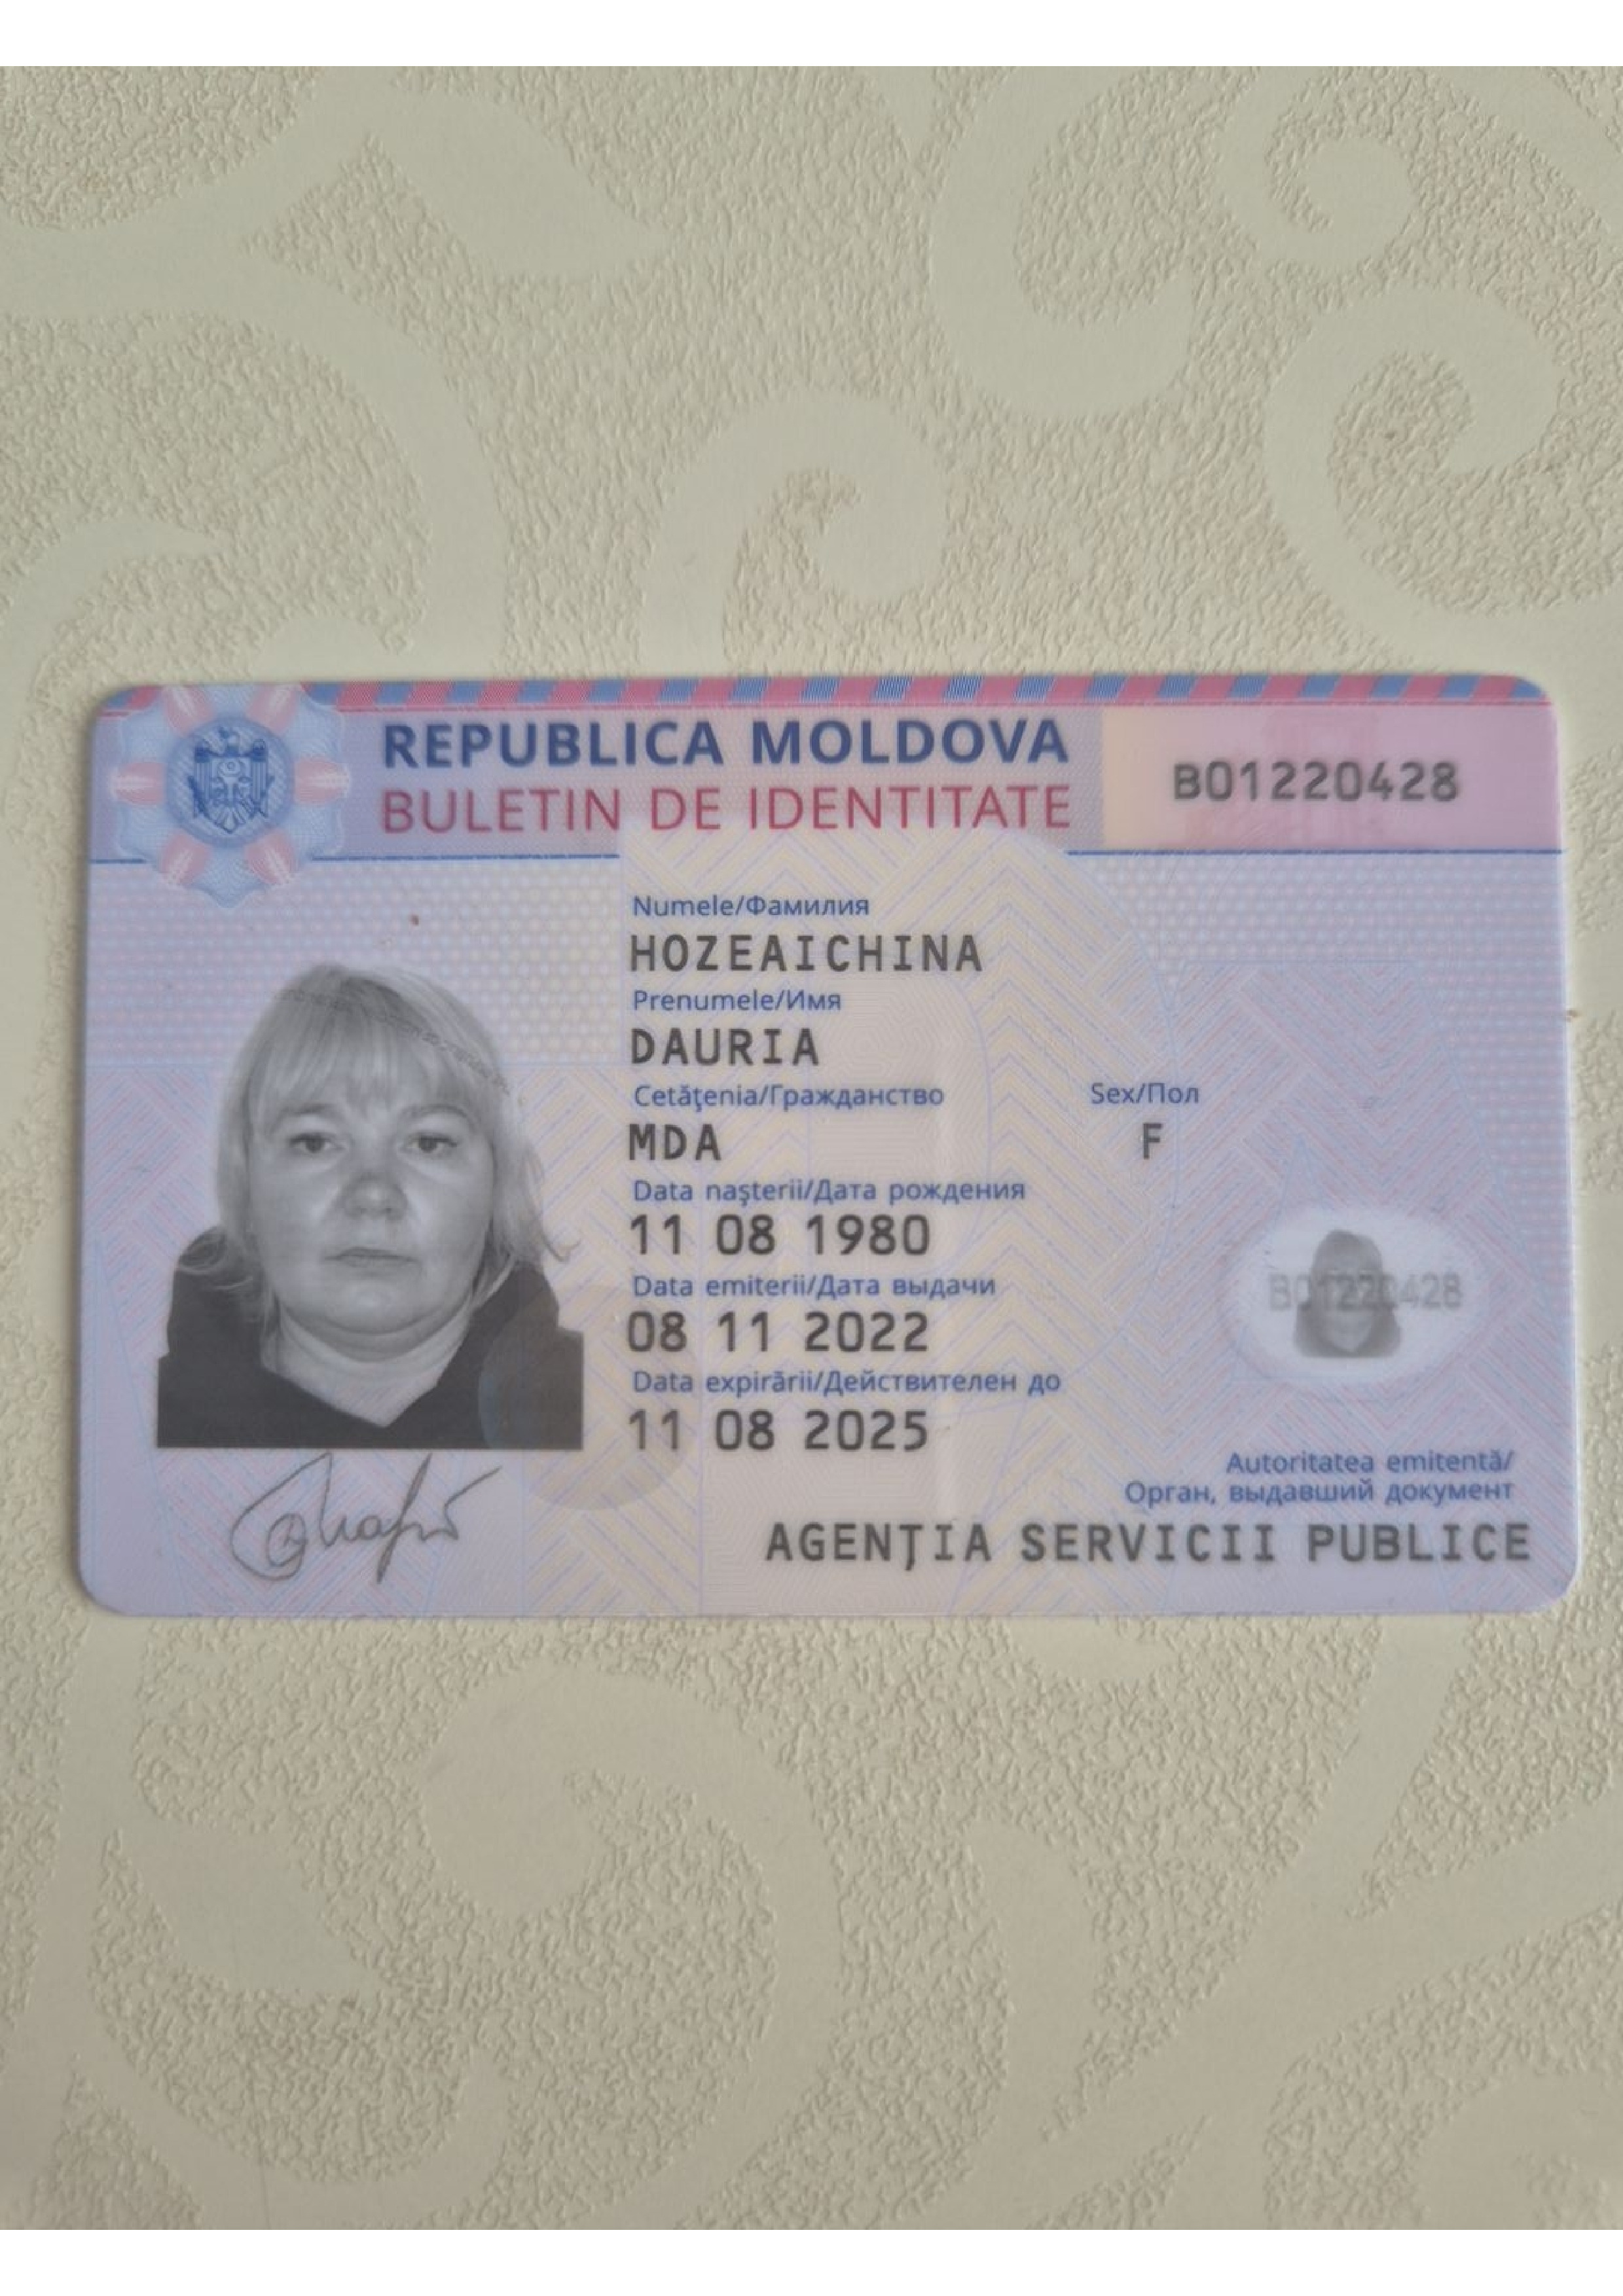 REPUBLICA MOLDOVA
BULETIN DE IDENTITATE
B01220428
Numele/Фамилия
HOZEAICHINA
Prenumele/Имя
DAURIA
Cetăţenia/Гражданство
Sex/Пол
MDA
F
Data naşterii/Дата рождения
11 08 1980
Data emiterii/Дата выдачи
08 11 2022
B01220428
Data expirării/Действителен до
11 08 2025
Autoritatea emitentă/
Орган, выдавший документ
AGENŢIA SERVICII PUBLICE